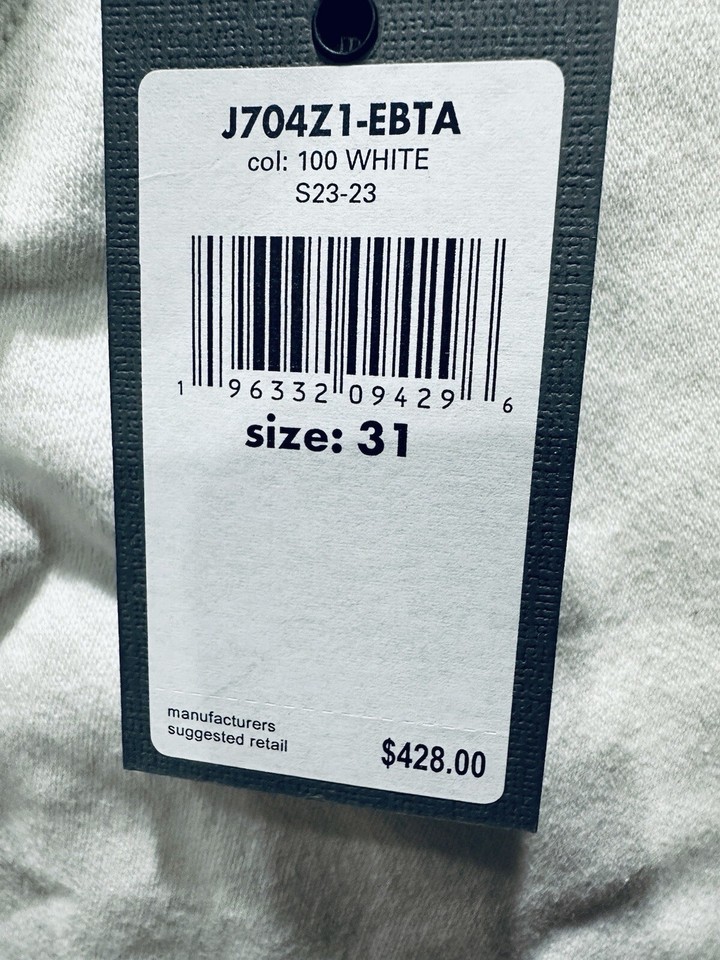 J704Z1-EBTA
col: 100 WHITE
S23-23
1 96332 09429 6
size: 31
manufacturers
suggested retail
$428.00